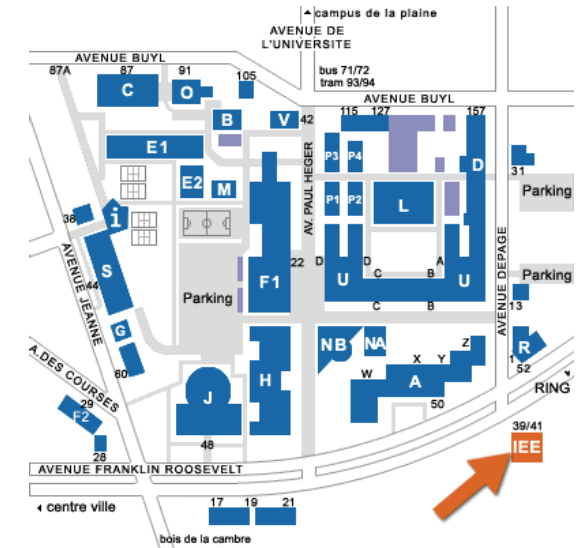 campus de la plaine
AVENUE DE
L'UNIVERSITE
AVENUE BUYL
87A
87
91
105
bus 71/72
tram 93/94
AVENUE BUYL
C
O
B
V
42
115
127
157
E1
P3
P4
D
31
E2
M
AV. PAUL HEGER
P1
P2
L
Parking
38
i
S
22
D
D
A
C
B
U
U
F1
Parking
Parking
AVENUE JEANNE
44
C
B
13
AVENUE DEPAGE
G
NB
NA
Z
X
Y
R
1
52
60
W
A
H
J
RING
A.DES COURSES
29
F2
50
39/41
IEE
28
48
AVENUE FRANKLIN ROOSEVELT
centre ville
17
19
21
bois de la cambre